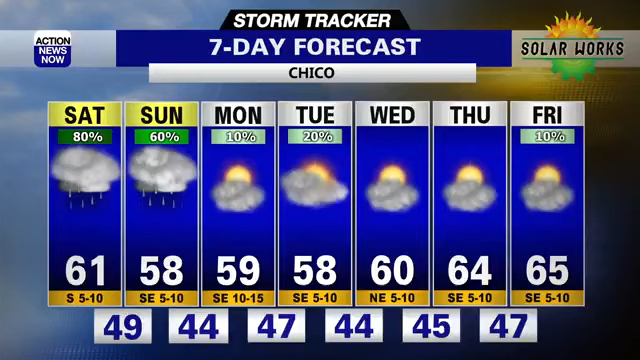 STORM TRACKER
ACTION
NEWS
NOW
7-DAY FORECAST
SOLAR WORKS
CHICO
SAT SUN MON TUE WED THU FRI
80% 60% 10% 20% 10%
61 58 59 58 60 64 65
S 5-10 SE 5-10 SE 10-15 SE 5-10 NE 5-10 SE 5-10 SE 5-10
49 44 47 44 45 47